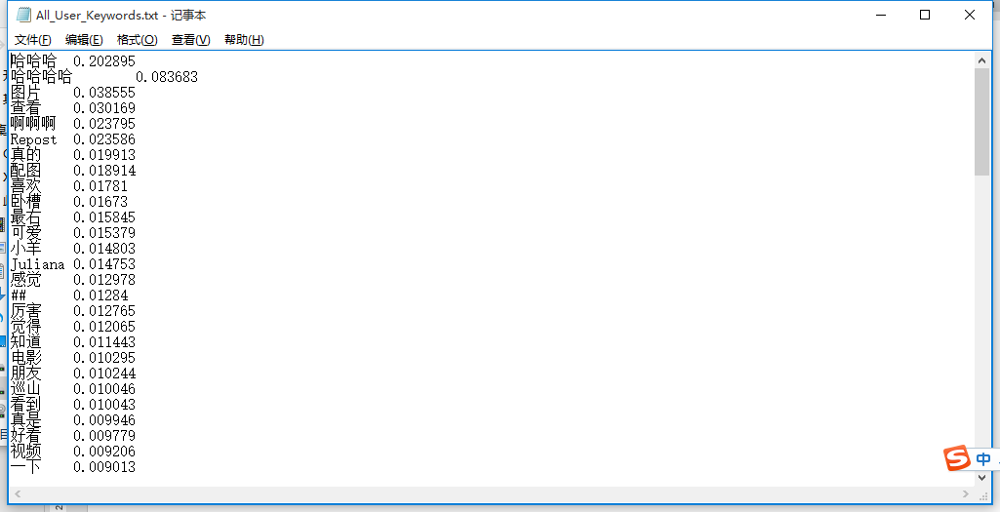 All_User_Keywords.txt - 记事本
文件(F) 编辑(E) 格式(O) 查看(V) 帮助(H)
哈哈哈 0.202895
哈哈哈哈 0.083683
图片 0.038555
查看 0.030169
啊啊啊 0.023795
Repost 0.023586
真的 0.019913
配图 0.018914
喜欢 0.01781
卧槽 0.01673
最右 0.015845
可爱 0.015379
小羊 0.014803
Juliana 0.014753
感觉 0.012978
## 0.01284
厉害 0.012765
觉得 0.012065
知道 0.011443
电影 0.010295
朋友 0.010244
巡山 0.010046
看到 0.010043
真是 0.009946
好看 0.009779
视频 0.009206
一下 0.009013
S 中